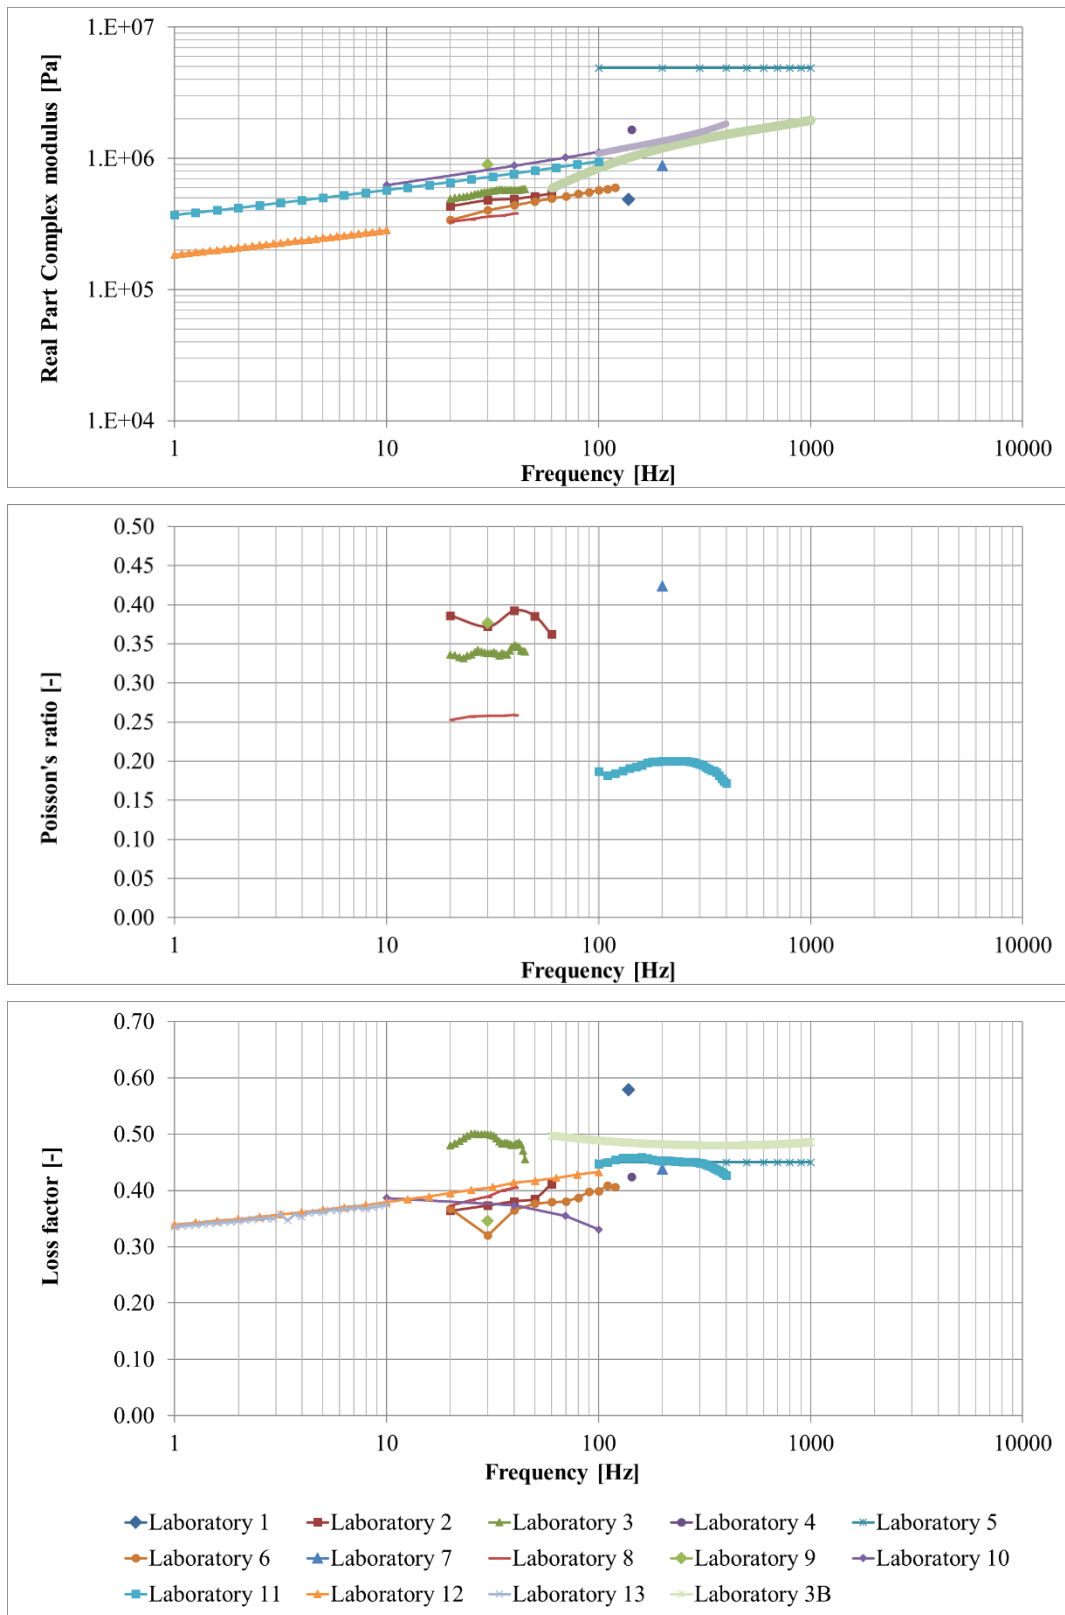 Real Part Complex modulus [Pa]
1.E+07
1.E+06
1.E+05
1.E+04
1 10 100 1000 10000
Frequency [Hz]
Poisson's ratio [-]
0.50
0.45
0.40
0.35
0.30
0.25
0.20
0.15
0.10
0.05
0.00
1 10 100 1000 10000
Frequency [Hz]
Loss factor [-]
0.70
0.60
0.50
0.40
0.30
0.20
0.10
0.00
1 10 100 1000 10000
Frequency [Hz]
Laboratory 1 Laboratory 2 Laboratory 3 Laboratory 4 Laboratory 5
Laboratory 6 Laboratory 7 Laboratory 8 Laboratory 9 Laboratory 10
Laboratory 11 Laboratory 12 Laboratory 13 Laboratory 3B